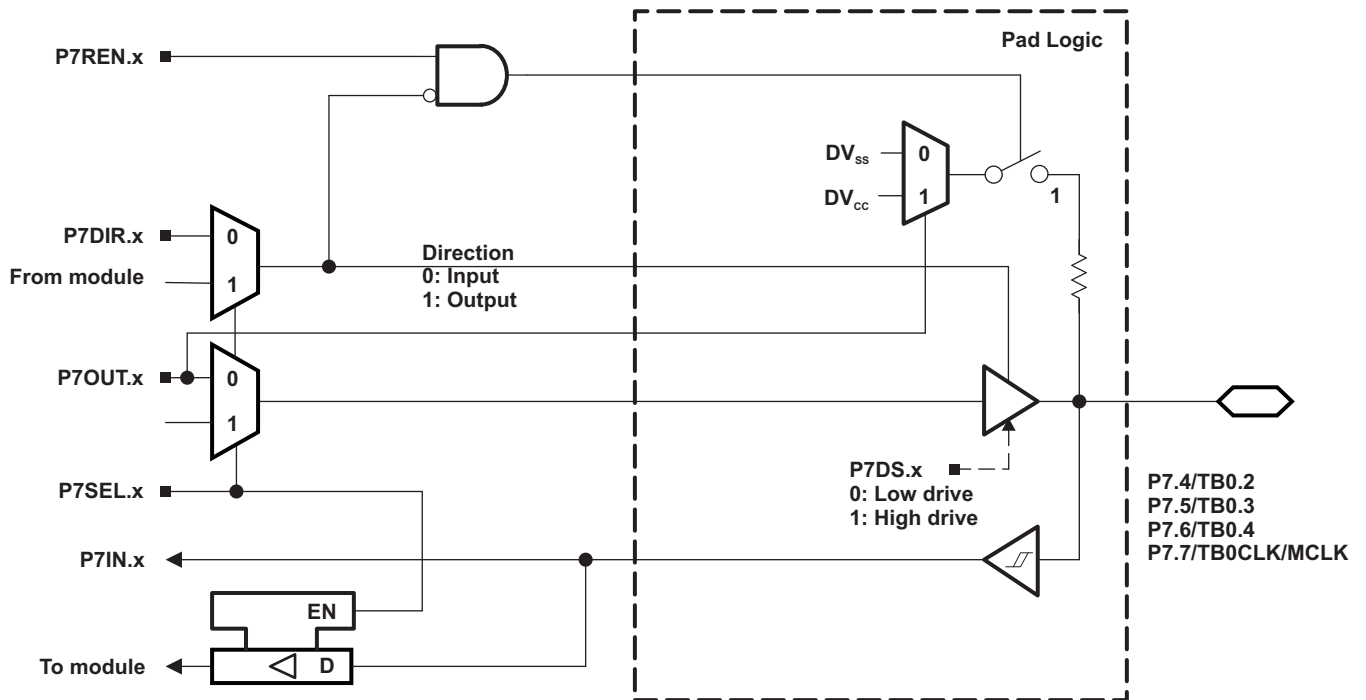 Pad Logic
P7REN.x
DVSS
0
DVCC
1
1
P7DIR.x
0
From module
1
Direction
0: Input
1: Output
P7OUT.x
0
1
P7DS.x
0: Low drive
1: High drive
P7SEL.x
P7.4/TB0.2
P7.5/TB0.3
P7.6/TB0.4
P7.7/TB0CLK/MCLK
P7IN.x
EN
To module
D